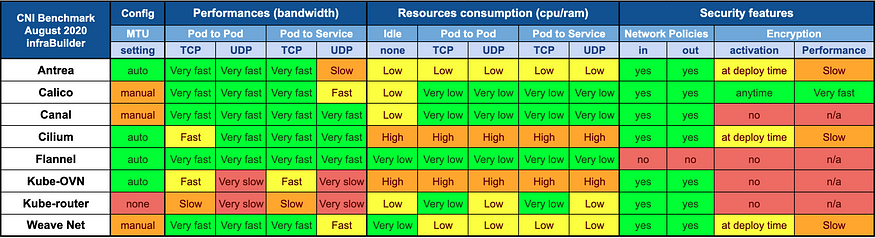 CNI Benchmark August 2020 infraBuilder
Config Performances (bandwidth) Resources consumption (cpu/ram) Security features
MTU Pod to Pod Pod to Service Idle Pod to Pod Pod to Service Network Policies Encryption
setting TCP UDP TCP UDP none TCP UDP TCP UDP in out activation Performance
Antrea auto Very fast Very fast Very fast Slow Low Low Low Low Low yes yes at deploy time Slow
Calico manual Very fast Very fast Very fast Fast Low Very low Very low Very low Very low yes yes anytime Very fast
Canal manual Very fast Very fast Very fast Very fast Low Very low Very low Very low Very low yes yes no n/a
Cilium auto Fast Very fast Very fast Very fast High High High High High yes yes at deploy time Slow
Flannel auto Very fast Very fast Very fast Very fast Very low Very low Very low Very low Very low no no no n/a
Kube-OVN auto Fast Very slow Fast Very slow High High High High High yes yes no n/a
Kube-router none Slow Very slow Slow Very slow Low Very low Low Very low Low yes yes no n/a
Weave Net manual Very fast Very fast Very fast Fast Very low Low Low Low Low yes yes at deploy time Slow